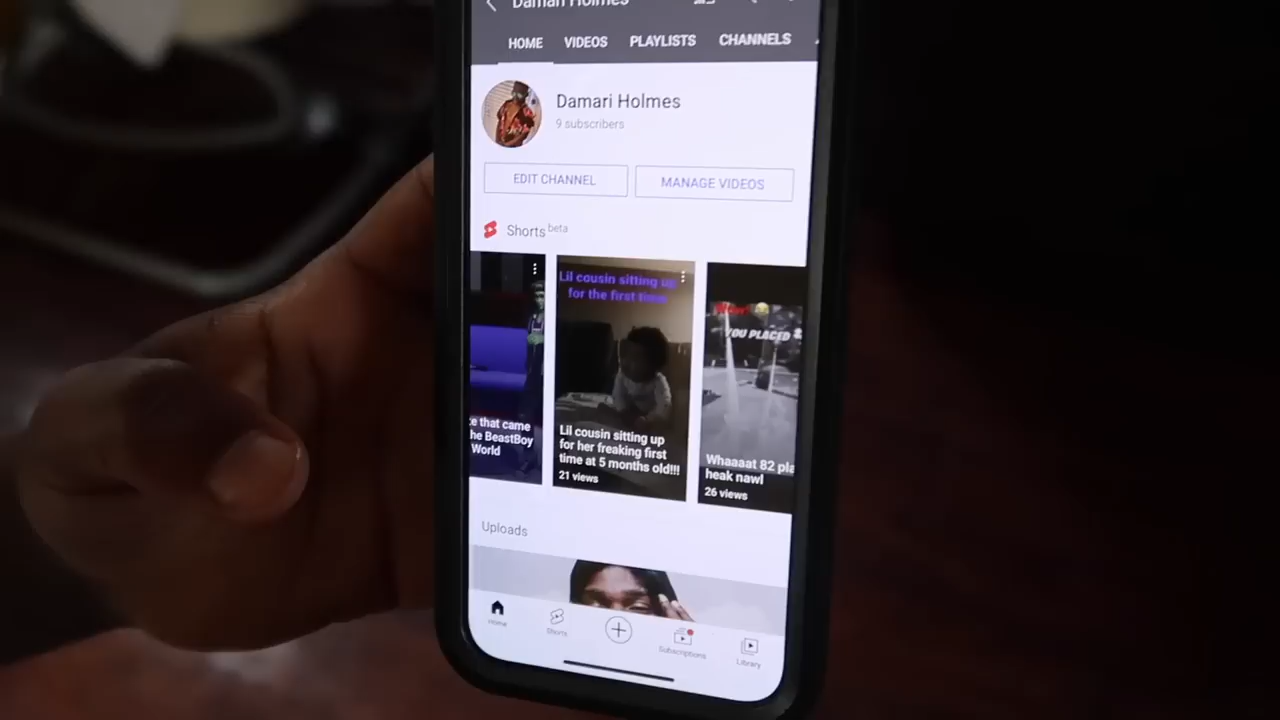 Damari Holmes
HOME VIDEOS PLAYLISTS CHANNELS
Damari Holmes
9 subscribers
EDIT CHANNEL MANAGE VIDEOS
Shorts beta
Lil cousin sitting up
for the first time
YOU PLACED
te that came
he BeastBoy
World
Lil cousin sitting up
for her freaking first
time at 5 months old!!!
21 views
Whaaaat 82 pla
heak nawl
26 views
Uploads
Home
Shorts
Subscriptions
Library